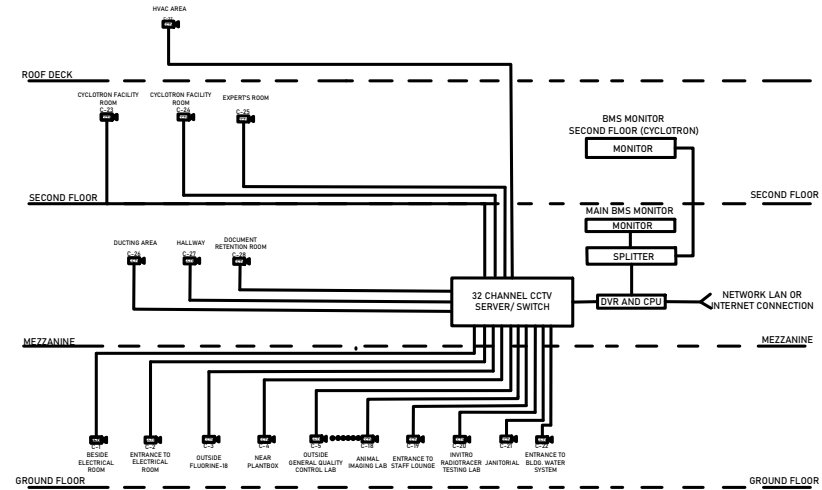 HVAC AREA
ROOF DECK
CYCLOTRON FACILITY
ROOM
C-23
CYCLOTRON FACILITY
ROOM
C-24
EXPERT'S ROOM
C-25
BMS MONITOR
SECOND FLOOR (CYCLOTRON)
MONITOR
SECOND FLOOR
SECOND FLOOR
MAIN BMS MONITOR
MONITOR
SPLITTER
DUCTING AREA
C-26
HALLWAY
C-27
DOCUMENT
RETENTION ROOM
C-28
32 CHANNEL CCTV
SERVER/ SWITCH
DVR AND CPU
NETWORK LAN OR
INTERNET CONNECTION
MEZZANINE
MEZZANINE
C-1
BESIDE
ELECTRICAL
ROOM
C-2
ENTRANCE TO
ELECTRICAL
ROOM
C-3
OUTSIDE
FLUORINE-18
C-4
NEAR
PLANTBOX
C-5
OUTSIDE
GENERAL QUALITY
CONTROL LAB
C-18
ANIMAL
IMAGING LAB
C-19
ENTRANCE TO
STAFF LOUNGE
C-20
INVITRO
RADIOTRACER
TESTING LAB
C-21
JANITORIAL
C-22
ENTRANCE TO
BLDG. WATER
SYSTEM
GROUND FLOOR
GROUND FLOOR